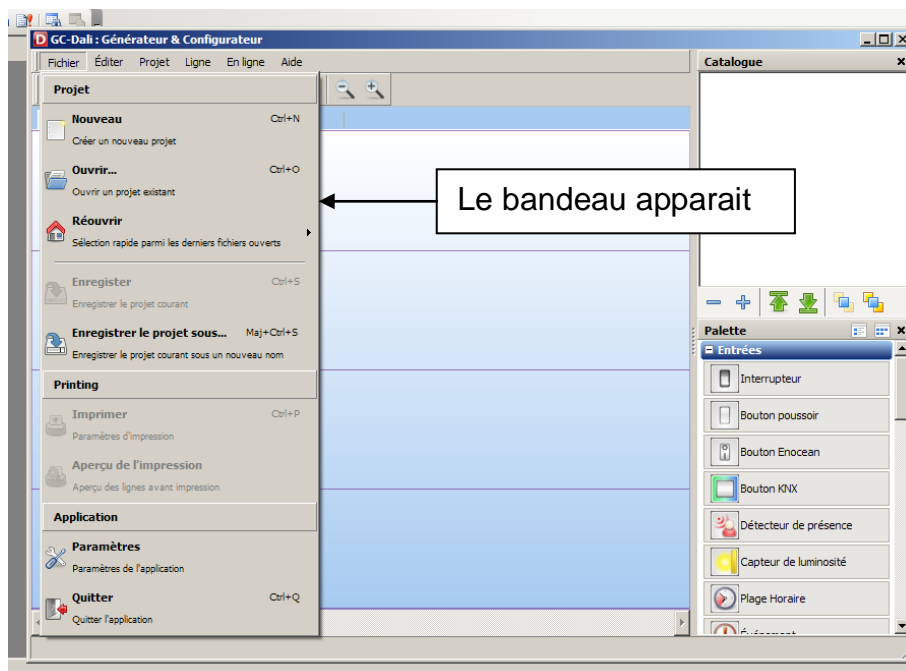 GC-Dali : Générateur & Configurateur
Fichier Éditer Projet Ligne En ligne Aide
Projet
Nouveau Ctrl+N
Créer un nouveau projet
Ouvrir... Ctrl+O
Ouvrir un projet existant
Réouvrir
Sélection rapide parmi les derniers fichiers ouverts
Enregister Ctrl+S
Enregistrer le projet courant
Enregistrer le projet sous... Maj+Ctrl+S
Enregistrer le projet courant sous un nouveau nom
Printing
Imprimer Ctrl+P
Paramètres d'impression
Aperçu de l'impression
Aperçu des lignes avant impression
Application
Paramètres
Paramètres de l'application
Quitter Ctrl+Q
Quitter l'application
Le bandeau apparait
Catalogue
Palette
Entrées
Interrupteur
Bouton poussoir
Bouton Enocean
Bouton KNX
Détecteur de présence
Capteur de luminosité
Plage Horaire